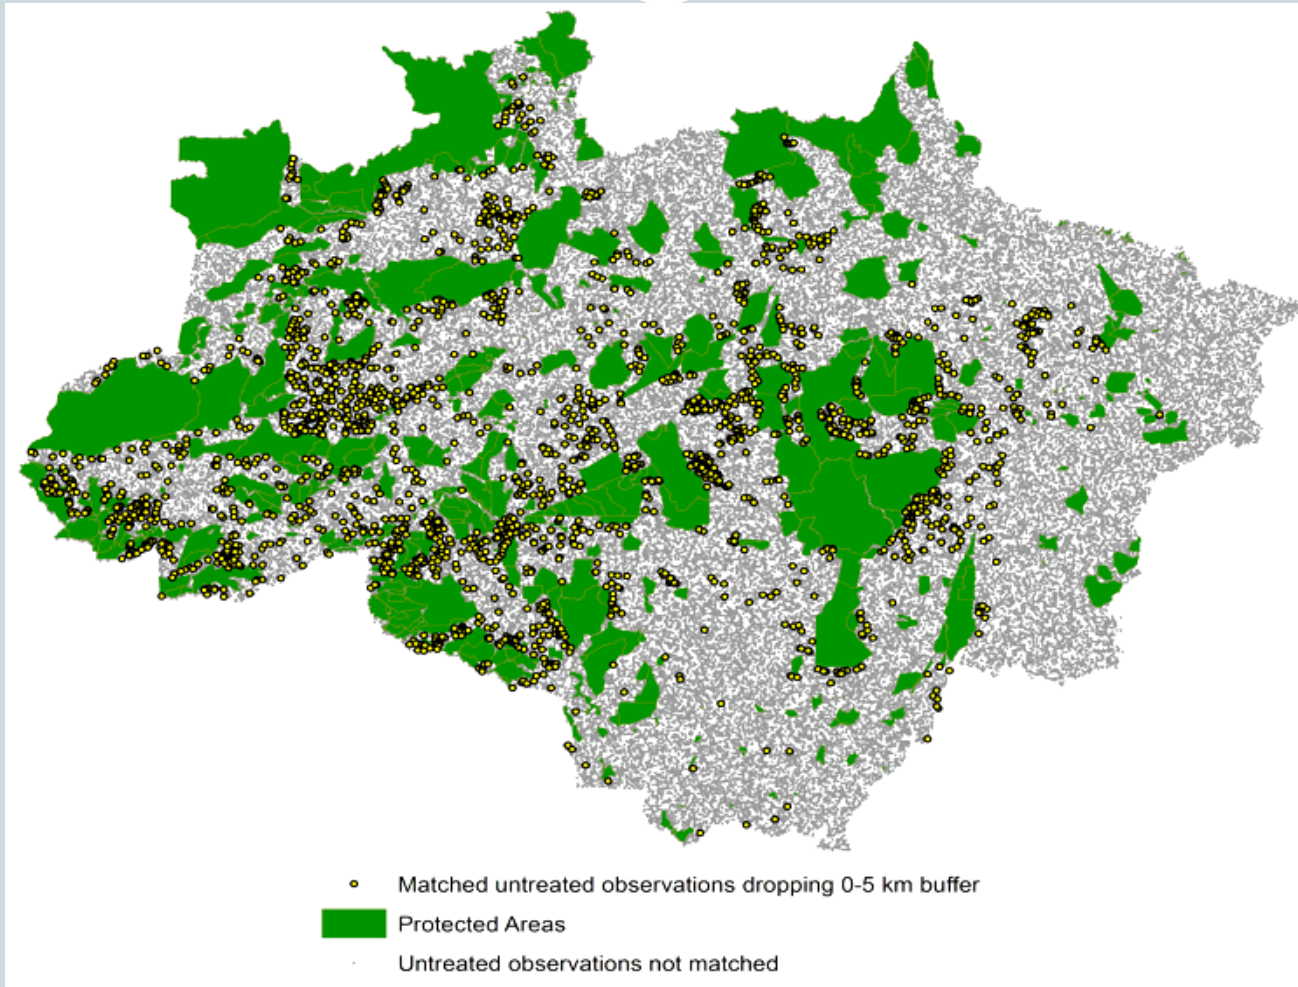 Matched untreated observations dropping 0-5 km buffer
Protected Areas
Untreated observations not matched